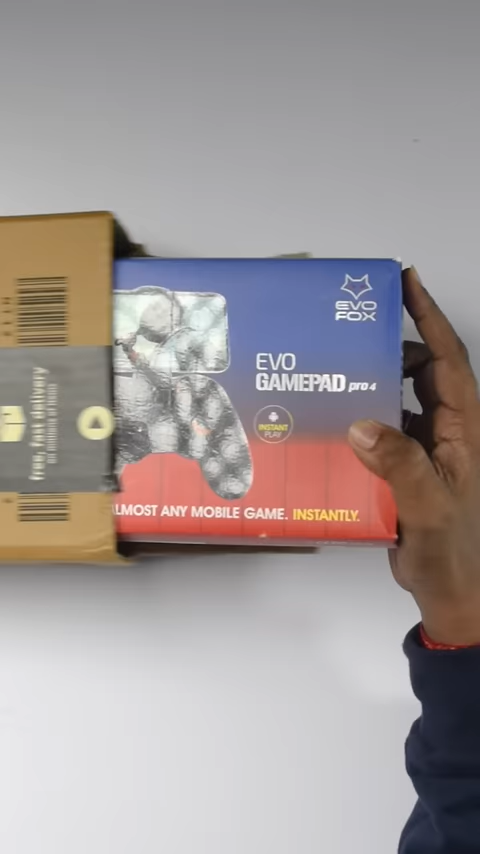 EVO
FOX
EVO
GAMEPAD pro 4
INSTANT
PLAY
LMOST ANY MOBILE GAME. INSTANTLY.
free, fast delivery